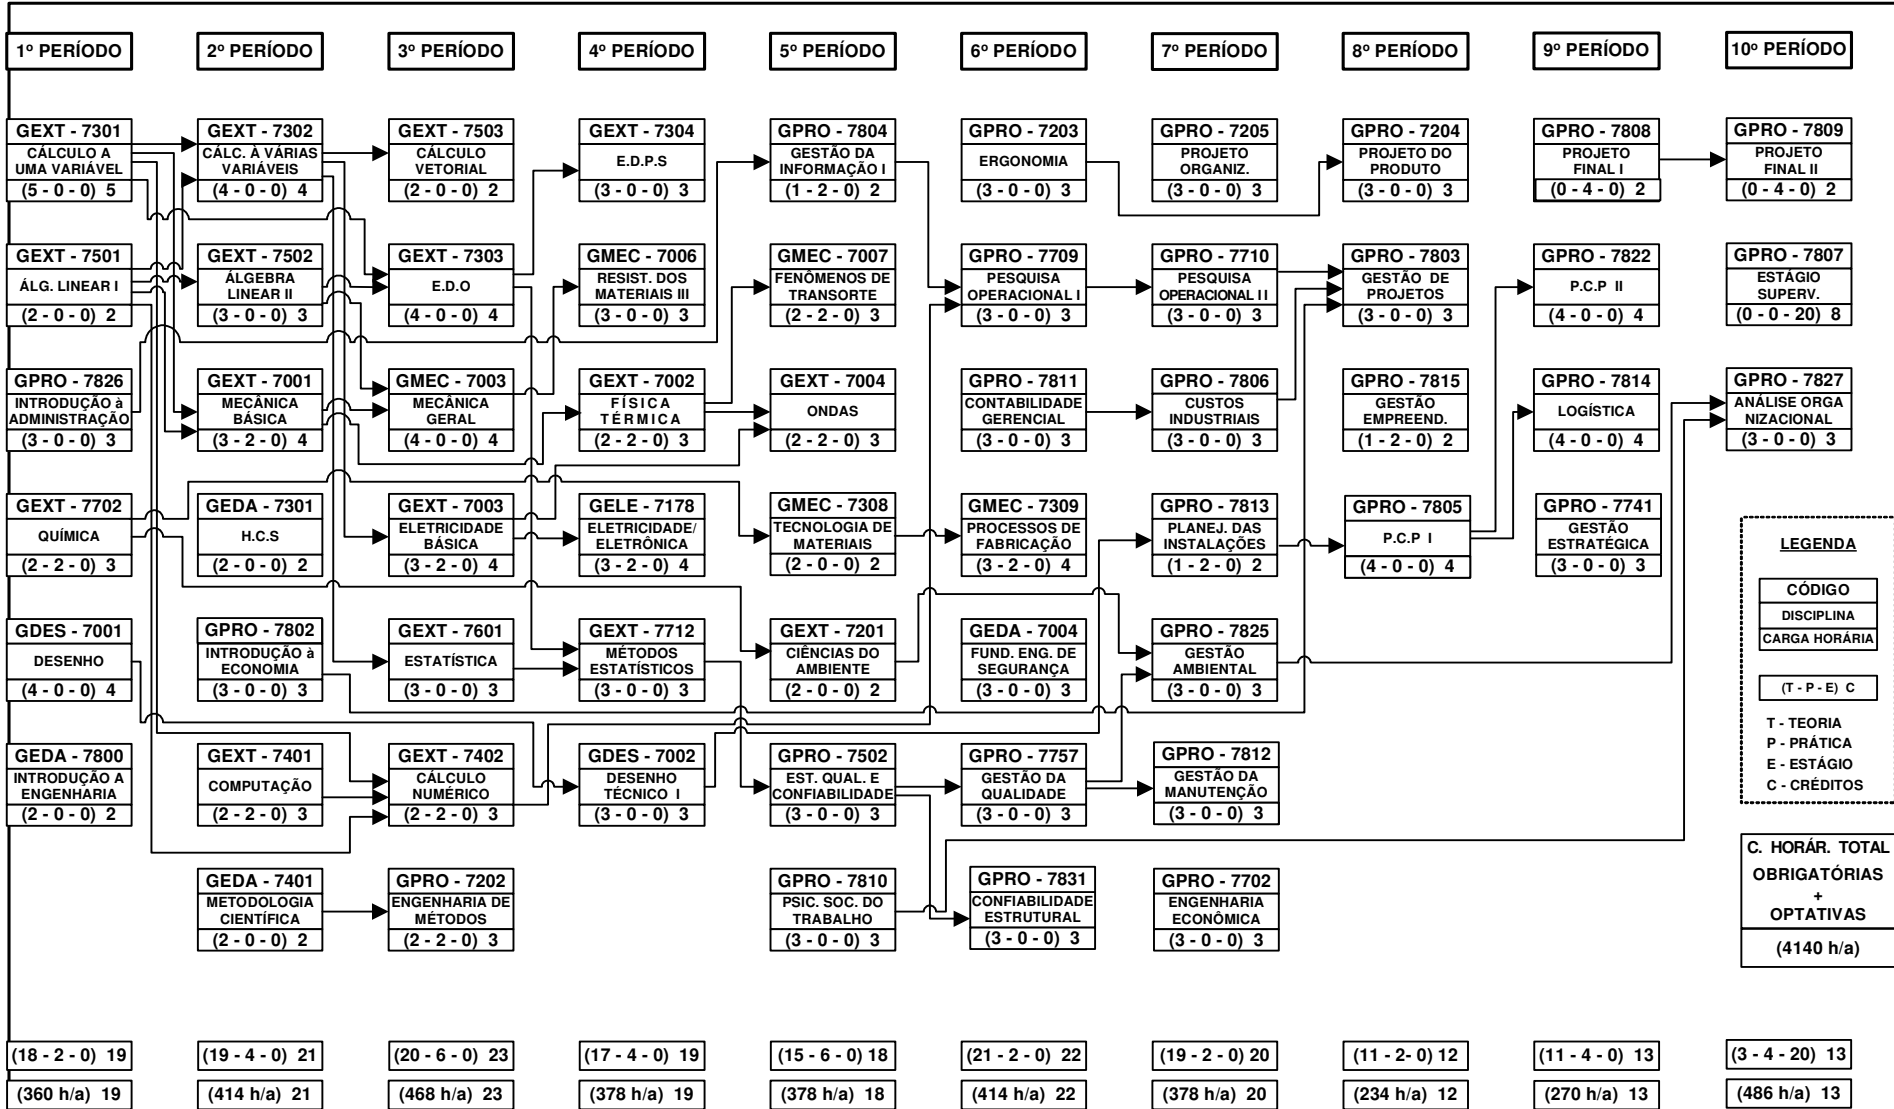 1º PERÍODO
2º PERÍODO
3º PERÍODO
4º PERÍODO
5º PERÍODO
6º PERÍODO
7º PERÍODO
8º PERÍODO
9º PERÍODO
10º PERÍODO
GEXT - 7301
CÁLCULO A
UMA VARIÁVEL
(5 - 0 - 0) 5
GEXT - 7302
CÁLC. À VÁRIAS
VARIÁVEIS
(4 - 0 - 0) 4
GEXT - 7503
CÁLCULO
VETORIAL
(2 - 0 - 0) 2
GEXT - 7304
E.D.P.S
(3 - 0 - 0) 3
GPRO - 7804
GESTÃO DA
INFORMAÇÃO I
(1 - 2 - 0) 2
GPRO - 7203
ERGONOMIA
(3 - 0 - 0) 3
GPRO - 7205
PROJETO
ORGANIZ.
(3 - 0 - 0) 3
GPRO - 7204
PROJETO DO
PRODUTO
(3 - 0 - 0) 3
GPRO - 7808
PROJETO
FINAL I
(0 - 4 - 0) 2
GPRO - 7809
PROJETO
FINAL II
(0 - 4 - 0) 2
GEXT - 7501
ÁLG. LINEAR I
(2 - 0 - 0) 2
GEXT - 7502
ÁLGEBRA
LINEAR II
(3 - 0 - 0) 3
GEXT - 7303
E.D.O
(4 - 0 - 0) 4
GMEC - 7006
RESIST. DOS
MATERIAIS III
(3 - 0 - 0) 3
GMEC - 7007
FENÔMENOS DE
TRANSPORTE
(2 - 2 - 0) 3
GPRO - 7709
PESQUISA
OPERACIONAL I
(3 - 0 - 0) 3
GPRO - 7710
PESQUISA
OPERACIONAL I I
(3 - 0 - 0) 3
GPRO - 7803
GESTÃO DE
PROJETOS
(3 - 0 - 0) 3
GPRO - 7822
P.C.P II
(4 - 0 - 0) 4
GPRO - 7807
ESTÁGIO
SUPERV.
(0 - 0 - 20) 8
GPRO - 7826
INTRODUÇÃO à
ADMINISTRAÇÃO
(3 - 0 - 0) 3
GEXT - 7001
MECÂNICA
BÁSICA
(3 - 2 - 0) 4
GMEC - 7003
MECÂNICA
GERAL
(4 - 0 - 0) 4
GEXT - 7002
FÍSICA
TÉRMICA
(2 - 2 - 0) 3
GEXT - 7004
ONDAS
(2 - 2 - 0) 3
GPRO - 7811
CONTABILIDADE
GERENCIAL
(3 - 0 - 0) 3
GPRO - 7806
CUSTOS
INDUSTRIAIS
(3 - 0 - 0) 3
GPRO - 7815
GESTÃO
EMPREEND.
(1 - 2 - 0) 2
GPRO - 7814
LOGÍSTICA
(4 - 0 - 0) 4
GPRO - 7827
ANÁLISE ORGA
NIZACIONAL
(3 - 0 - 0) 3
GEXT - 7702
QUÍMICA
(2 - 2 - 0) 3
GEDA - 7301
H.C.S
(2 - 0 - 0) 2
GEXT - 7003
ELETRICIDADE
BÁSICA
(3 - 2 - 0) 4
GELE - 7178
ELETRICIDADE/
ELETRÔNICA
(3 - 2 - 0) 4
GMEC - 7308
TECNOLOGIA DE
MATERIAIS
(2 - 0 - 0) 2
GMEC - 7309
PROCESSOS DE
FABRICAÇÃO
(3 - 2 - 0) 4
GPRO - 7813
PLANEJ. DAS
INSTALAÇÕES
(1 - 2 - 0) 2
GPRO - 7805
P.C.P I
(4 - 0 - 0) 4
GPRO - 7741
GESTÃO
ESTRATÉGICA
(3 - 0 - 0) 3
GDES - 7001
DESENHO
(4 - 0 - 0) 4
GPRO - 7802
INTRODUÇÃO à
ECONOMIA
(3 - 0 - 0) 3
GEXT - 7601
ESTATÍSTICA
(3 - 0 - 0) 3
GEXT - 7712
MÉTODOS
ESTATÍSTICOS
(3 - 0 - 0) 3
GEXT - 7201
CIÊNCIAS DO
AMBIENTE
(2 - 0 - 0) 2
GEDA - 7004
FUND. ENG. DE
SEGURANÇA
(3 - 0 - 0) 3
GPRO - 7825
GESTÃO
AMBIENTAL
(3 - 0 - 0) 3
GEDA - 7800
INTRODUÇÃO A
ENGENHARIA
(2 - 0 - 0) 2
GEXT - 7401
COMPUTAÇÃO
(2 - 2 - 0) 3
GEXT - 7402
CÁLCULO
NUMÉRICO
(2 - 2 - 0) 3
GDES - 7002
DESENHO
TÉCNICO I
(3 - 0 - 0) 3
GPRO - 7502
EST. QUAL. E
CONFIABILIDADE
(3 - 0 - 0) 3
GPRO - 7757
GESTÃO DA
QUALIDADE
(3 - 0 - 0) 3
GPRO - 7812
GESTÃO DA
MANUTENÇÃO
(3 - 0 - 0) 3
GEDA - 7401
METODOLOGIA
CIENTÍFICA
(2 - 0 - 0) 2
GPRO - 7202
ENGENHARIA DE
MÉTODOS
(2 - 2 - 0) 3
GPRO - 7810
PSIC. SOC. DO
TRABALHO
(3 - 0 - 0) 3
GPRO - 7831
CONFIABILIDADE
ESTRUTURAL
(3 - 0 - 0) 3
GPRO - 7702
ENGENHARIA
ECONÔMICA
(3 - 0 - 0) 3
LEGENDA
CÓDIGO
DISCIPLINA
CARGA HORÁRIA
(T - P - E) C
T - TEORIA
P - PRÁTICA
E - ESTÁGIO
C - CRÉDITOS
C. HORÁR. TOTAL
OBRIGATÓRIAS
+
OPTATIVAS
(4140 h/a)
(18 - 2 - 0) 19
(19 - 4 - 0) 21
(20 - 6 - 0) 23
(17 - 4 - 0) 19
(15 - 6 - 0) 18
(21 - 2 - 0) 22
(19 - 2 - 0) 20
(11 - 2- 0) 12
(11 - 4 - 0) 13
(3 - 4 - 20) 13
(360 h/a) 19
(414 h/a) 21
(468 h/a) 23
(378 h/a) 19
(378 h/a) 18
(414 h/a) 22
(378 h/a) 20
(234 h/a) 12
(270 h/a) 13
(486 h/a) 13